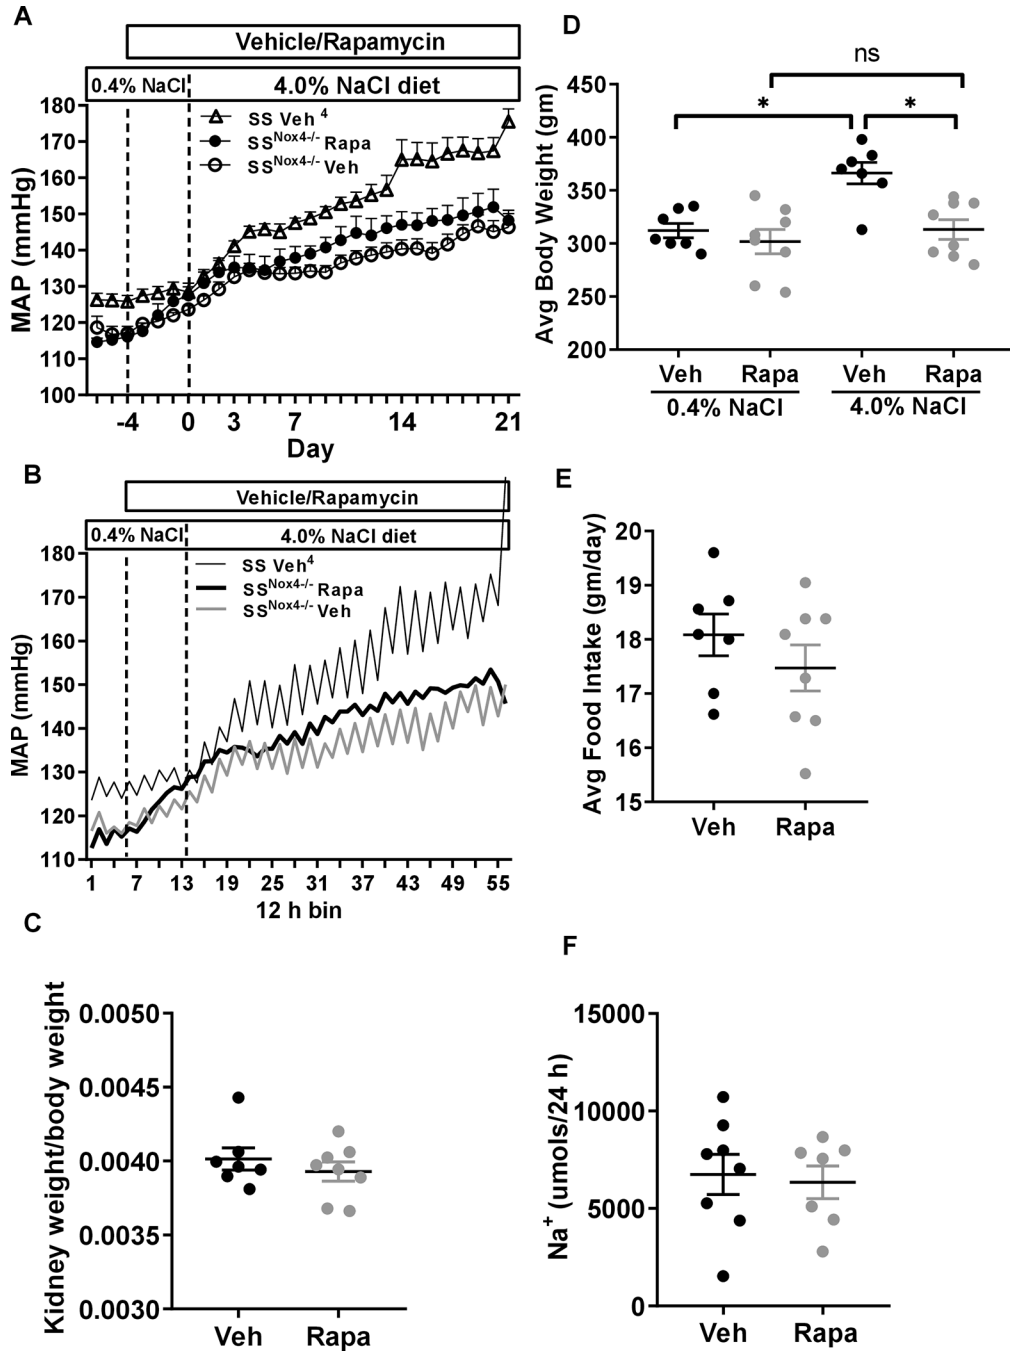 A
Vehicle/Rapamycin
0.4% NaCl
4.0% NaCl diet
SS Veh 4
SSNox4-/- Rapa
SSNox4-/- Veh
MAP (mmHg)
180
170
160
150
140
130
120
110
100
-4 0 3 7 14 21
Day
B
Vehicle/Rapamycin
0.4% NaCl
4.0% NaCl diet
SS Veh4
SSNox4-/- Rapa
SSNox4-/- Veh
MAP (mmHg)
180
170
160
150
140
130
120
110
1 7 13 19 25 31 37 43 49 55
12 h bin
C
Kidney weight/body weight
0.0050
0.0045
0.0040
0.0035
0.0030
Veh Rapa
D
ns
* *
Avg Body Weight (gm)
450
400
350
300
250
200
Veh Rapa Veh Rapa
0.4% NaCl 4.0% NaCl
E
Avg Food Intake (gm/day)
20
19
18
17
16
15
Veh Rapa
F
Na+ (umols/24 h)
15000
10000
5000
0
Veh Rapa